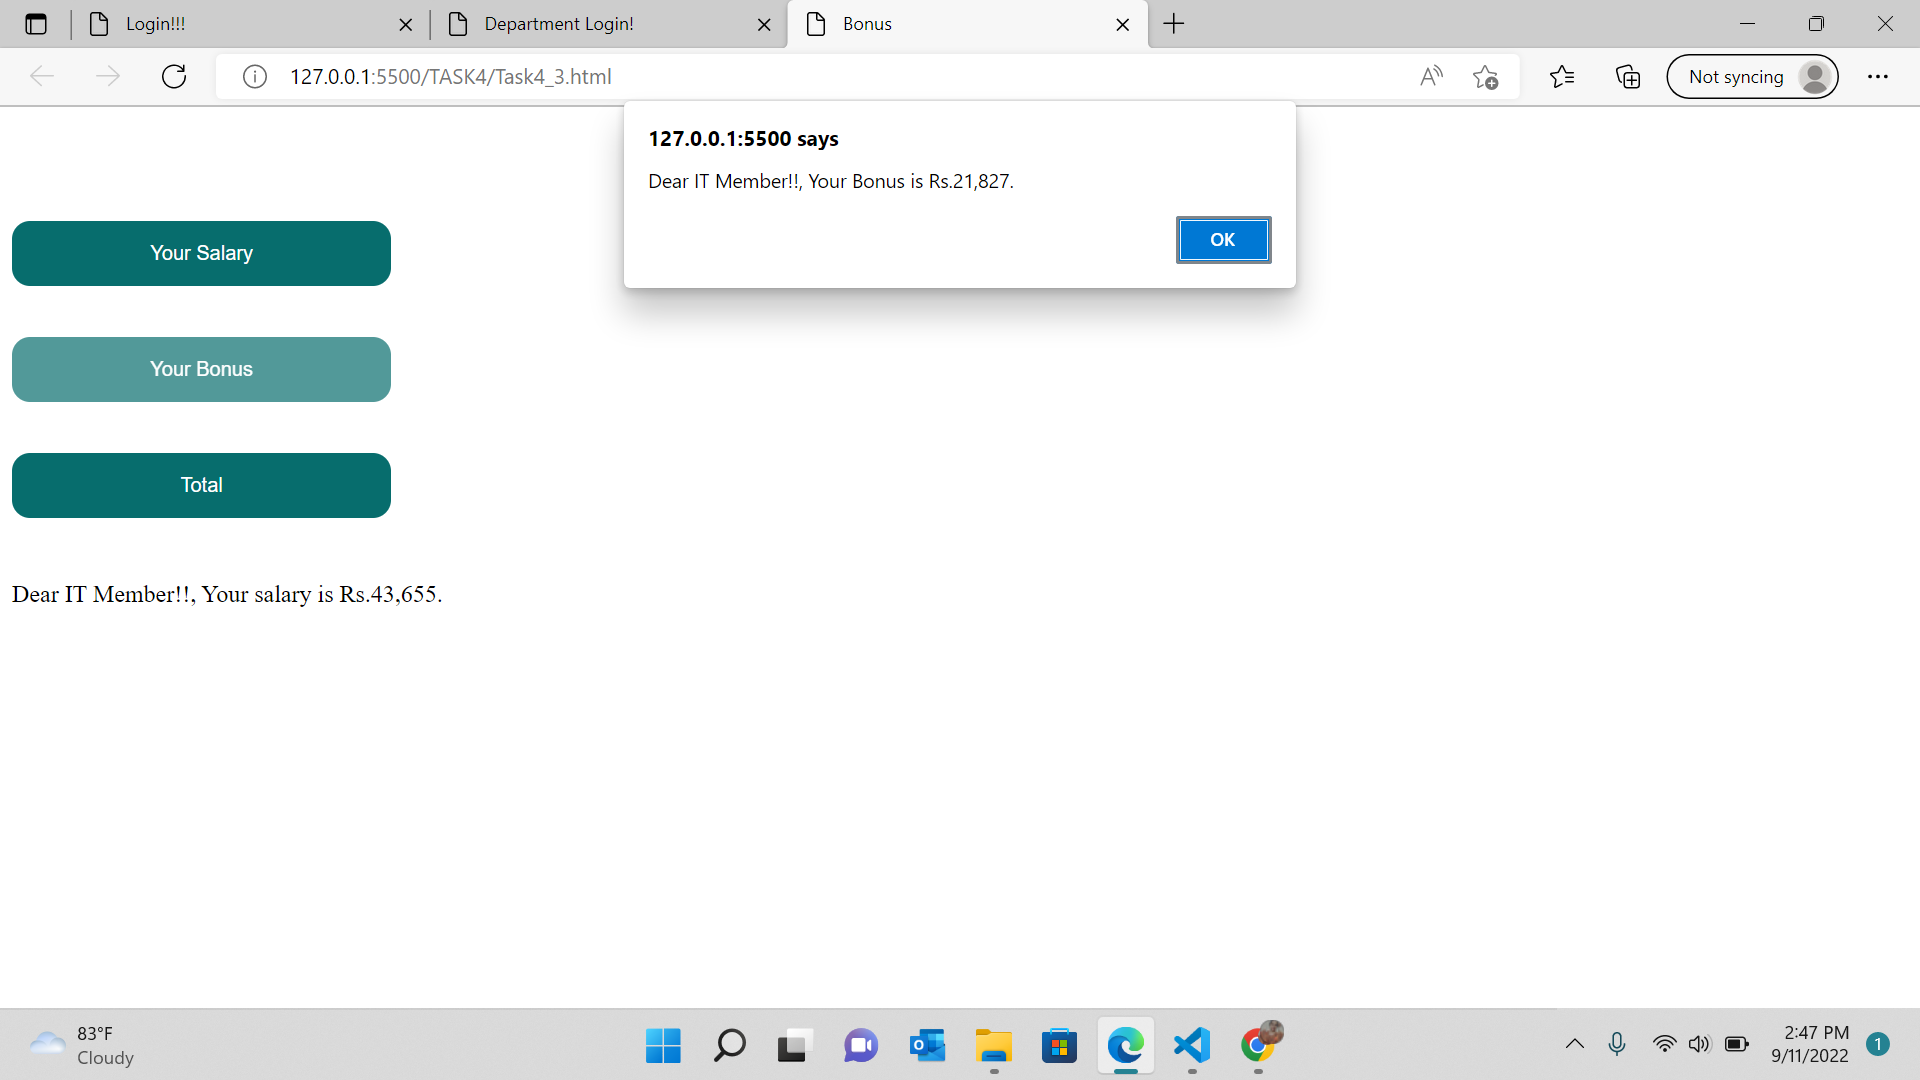 Login!!!
Department Login!
Bonus
127.0.0.1:5500/TASK4/Task4_3.html
Not syncing
127.0.0.1:5500 says
Dear IT Member!!, Your Bonus is Rs.21,827.
OK
Your Salary
Your Bonus
Total
Dear IT Member!!, Your salary is Rs.43,655.
83°F
Cloudy
2:47 PM
9/11/2022
1